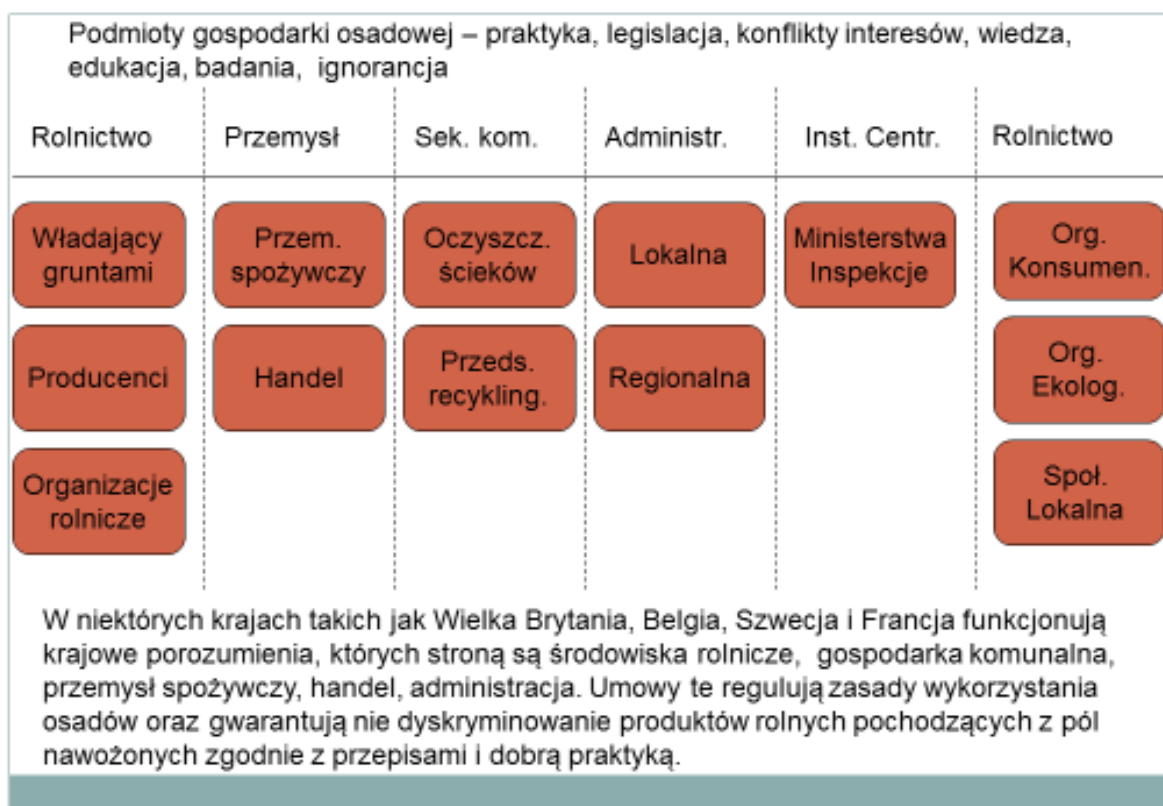 Podmioty gospodarki osadowej – praktyka, legislacja, konflikty interesów, wiedza,
edukacja, badania,  ignorancja
Rolnictwo
Przemysł
Sek. kom.
Administr.
Inst. Centr.
Rolnictwo
Władający
gruntami
Przem.
spożywczy
Oczyszcz.
ścieków
Lokalna
Ministerstwa
Inspekcje
Org.
Konsumen.
Producenci
Handel
Przeds.
recykling.
Regionalna
Org.
Ekolog.
Organizacje
rolnicze
Społ.
Lokalna
W niektórych krajach takich jak Wielka Brytania, Belgia, Szwecja i Francja funkcjonują
krajowe porozumienia, których stroną są środowiska rolnicze,  gospodarka komunalna,
przemysł spożywczy, handel, administracja. Umowy te regulują zasady wykorzystania
osadów oraz gwarantują nie dyskryminowanie produktów rolnych pochodzących z pól
nawożonych zgodnie z przepisami i dobrą praktyką.